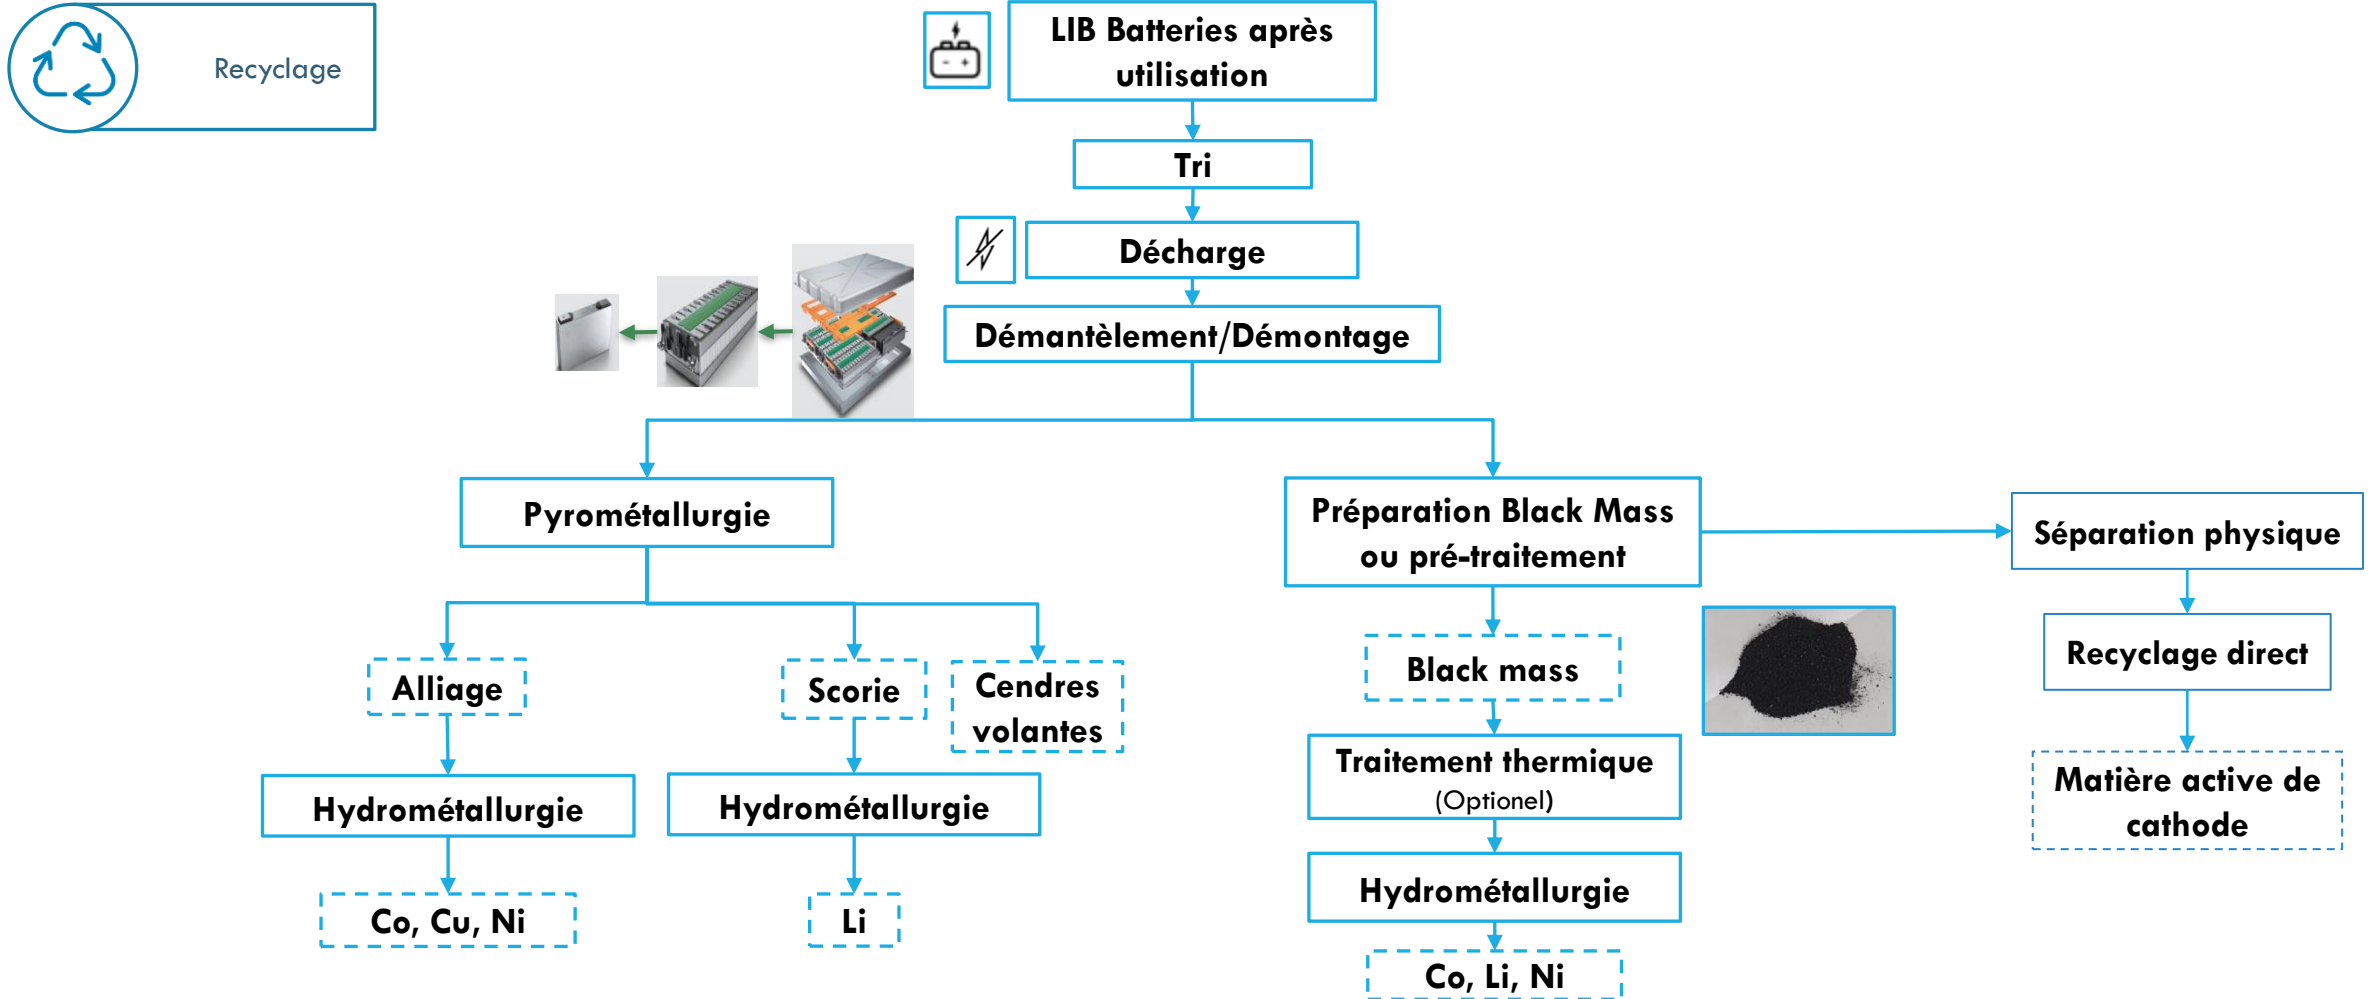 Recyclage
LIB Batteries après
utilisation
Tri
Décharge
Démantèlement/Démontage
Pyrométallurgie
Préparation Black Mass
ou pré-traitement
Séparation physique
Alliage
Scorie
Cendres
volantes
Black mass
Recyclage direct
Hydrométallurgie
Hydrométallurgie
Traitement thermique
(Optionel)
Matière active de
cathode
Hydrométallurgie
Co, Cu, Ni
Li
Co, Li, Ni